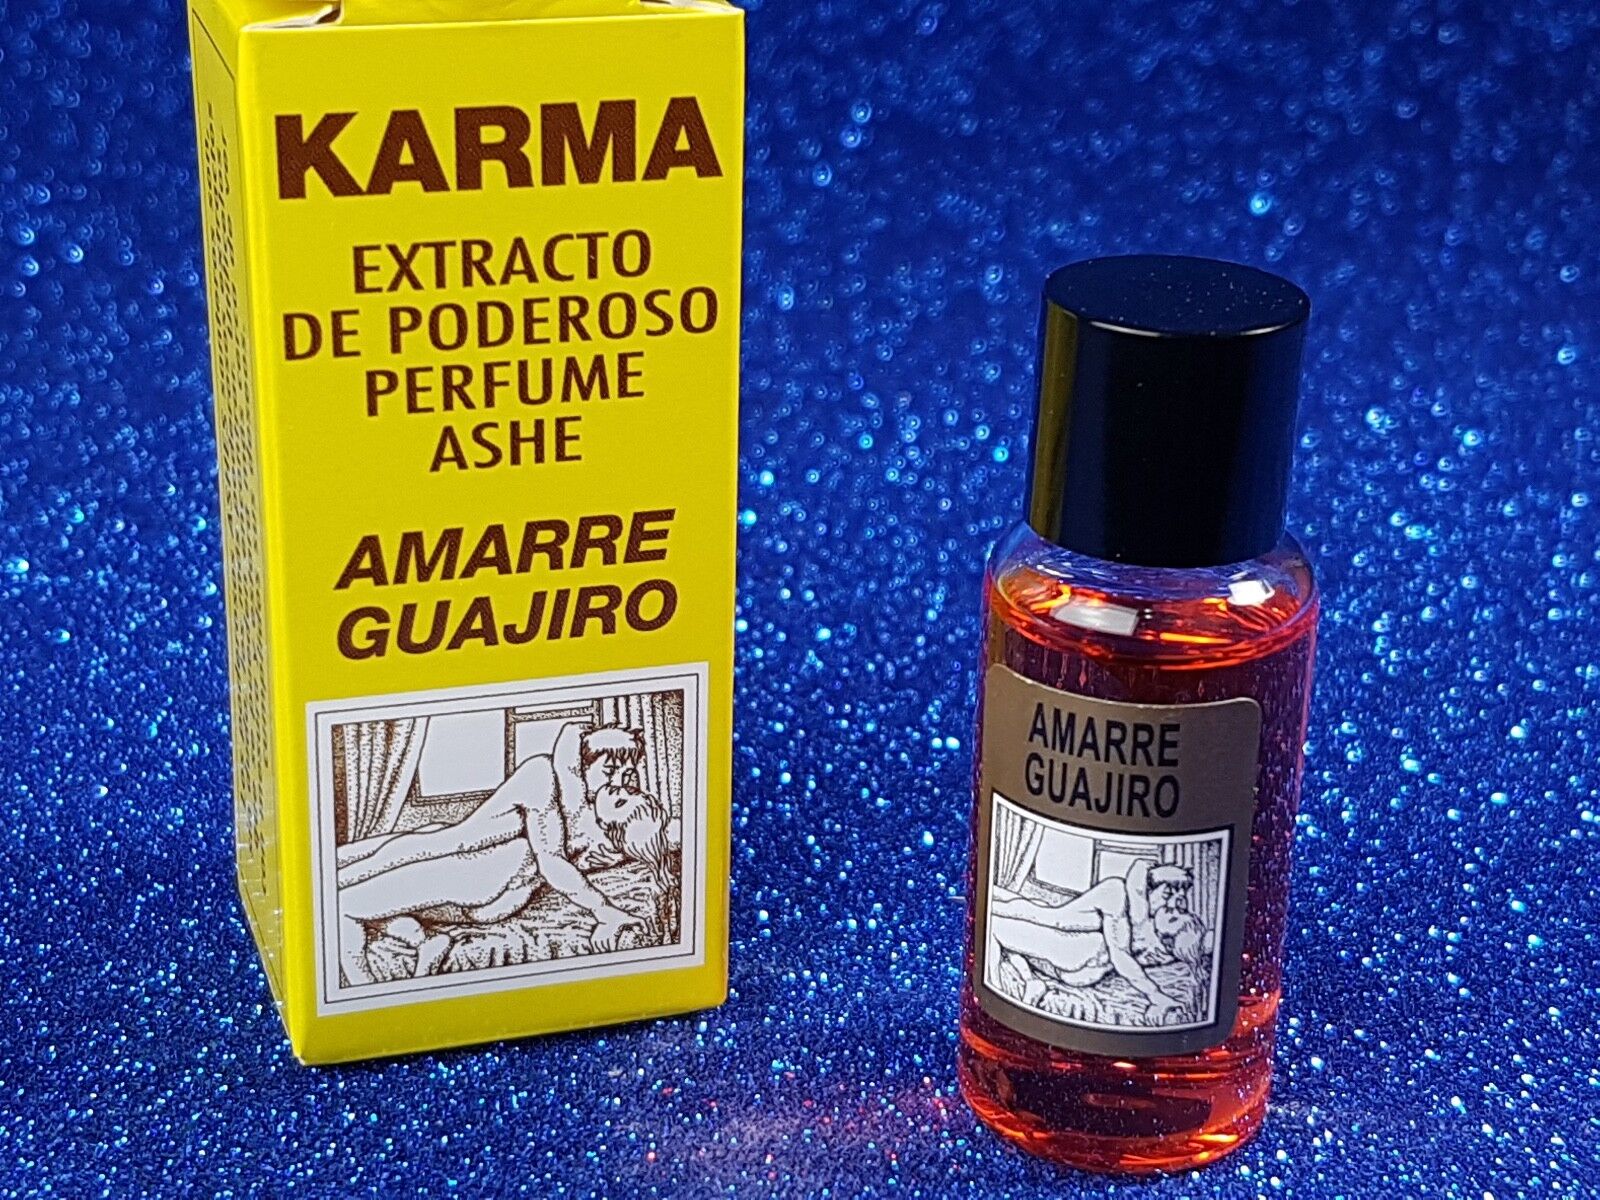 KARMA
EXTRACTO
DE PODEROSO
PERFUME
ASHE
AMARRE
GUAJIRO
AMARRE
GUAJIRO